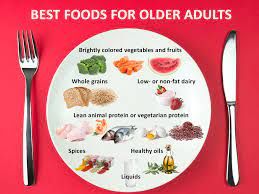 BEST FOODS FOR OLDER ADULTS
Brightly colored vegetables and fruits
Whole grains
Low- or non-fat dairy
Lean animal protein or vegetarian protein
Spices
Healthy oils
Liquids